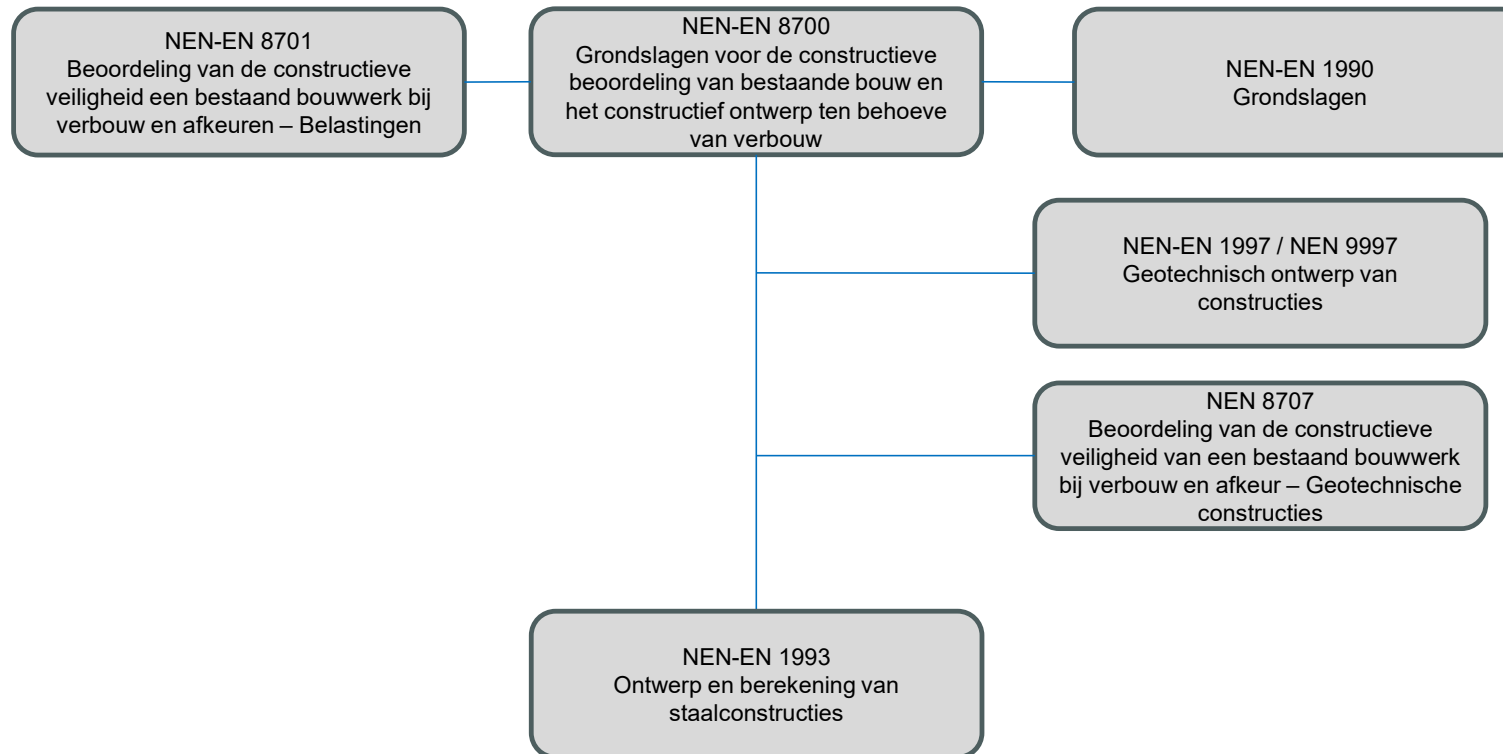 NEN-EN 8701
Beoordeling van de constructieve
veiligheid een bestaand bouwwerk bij
verbouw en afkeuren – Belastingen
NEN-EN 8700
Grondslagen voor de constructieve
beoordeling van bestaande bouw en
het constructief ontwerp ten behoeve
van verbouw
NEN-EN 1990
Grondslagen
NEN-EN 1997 / NEN 9997
Geotechnisch ontwerp van
constructies
NEN 8707
Beoordeling van de constructieve
veiligheid van een bestaand bouwwerk
bij verbouw en afkeur – Geotechnische
constructies
NEN-EN 1993
Ontwerp en berekening van
staalconstructies